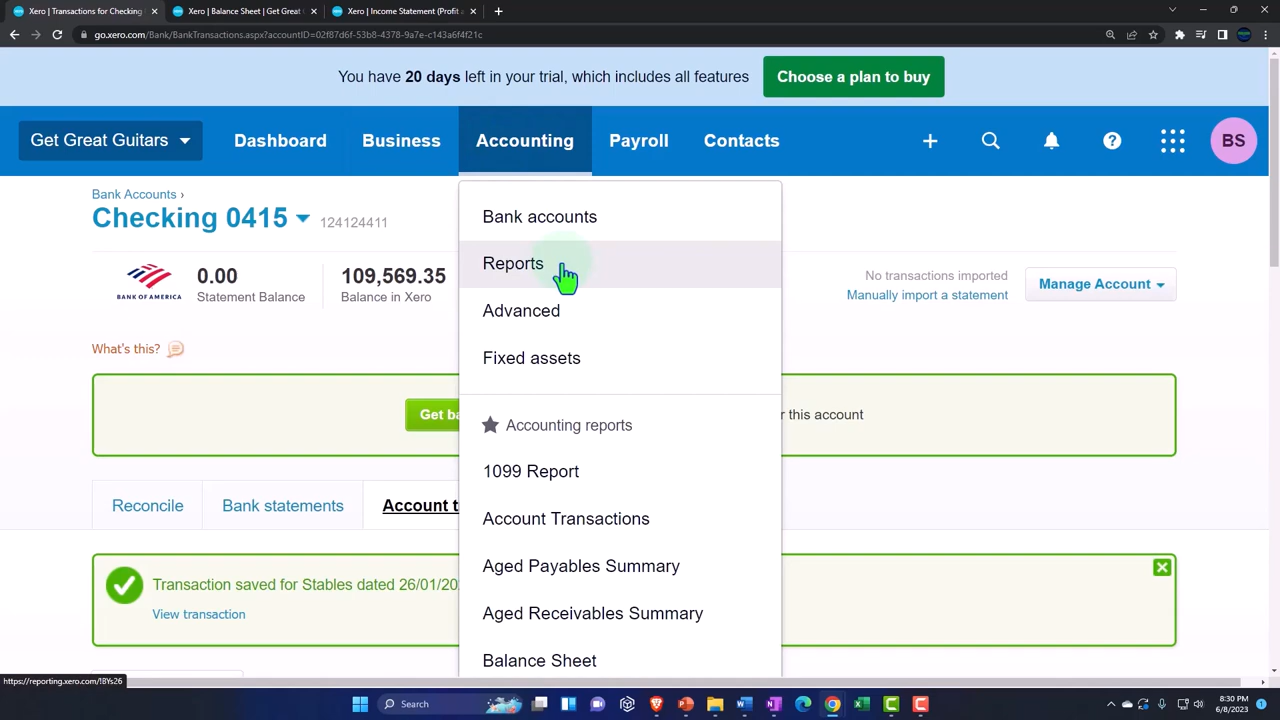 Xero | Transactions for Checking
Xero | Balance Sheet | Get Great
Xero | Income Statement (Profit a
go.xero.com/Bank/BankTransactions.aspx?accountID=02f87d6f-53b8-4378-9a7e-c143a6f4f21c
You have 20 days left in your trial, which includes all features
Choose a plan to buy
Get Great Guitars
Dashboard
Business
Accounting
Payroll
Contacts
BS
Bank Accounts ›
Checking 0415
124124411
Bank accounts
Reports
Advanced
Fixed assets
Accounting reports
1099 Report
Account Transactions
Aged Payables Summary
Aged Receivables Summary
Balance Sheet
BANK OF AMERICA
0.00
Statement Balance
109,569.35
Balance in Xero
No transactions imported
Manually import a statement
Manage Account
What's this?
Get ba
r this account
Reconcile
Bank statements
Account t
Transaction saved for Stables dated 26/01/20
View transaction
https://reporting.xero.com/!BYs26
Search
8:30 PM
6/8/2023